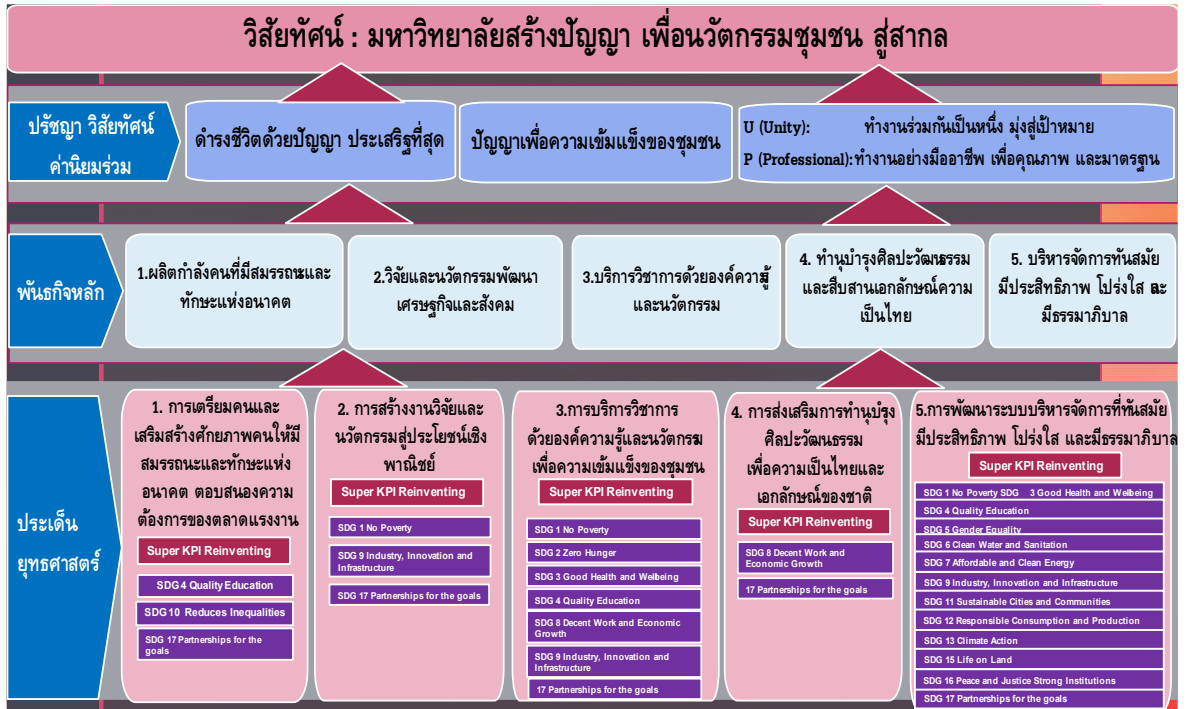 วิสัยทัศน์ : มหาวิทยาลัยสร้างปัญญา เพื่อนวัตกรรมชุมชน สู่สากล
ปรัชญา วิสัยทัศน์
ค่านิยมร่วม
ดำรงชีวิตด้วยปัญญา ประเสริฐที่สุด
ปัญญาเพื่อความเข้มแข็งของชุมชน
U (Unity): ทำงานร่วมกันเป็นหนึ่ง มุ่งสู่เป้าหมาย
P (Professional): ทำงานอย่างมืออาชีพ เพื่อคุณภาพ และมาตรฐาน
พันธกิจหลัก
1.ผลิตกำลังคนที่มีสมรรถนะและ
ทักษะแห่งอนาคต
2.วิจัยและนวัตกรรมพัฒนา
เศรษฐกิจและสังคม
3.บริการวิชาการด้วยองค์ความรู้
และนวัตกรรม
4. ทำนุบำรุงศิลปะวัฒนธรรม
และสืบสานเอกลักษณ์ความ
เป็นไทย
5. บริหารจัดการทันสมัย
มีประสิทธิภาพ โปร่งใส และ
มีธรรมาภิบาล
ประเด็น
ยุทธศาสตร์
1. การเตรียมคนและ
เสริมสร้างศักยภาพคนให้มี
สมรรถนะและทักษะแห่ง
อนาคต ตอบสนองความ
ต้องการของตลาดแรงงาน
Super KPI Reinventing
SDG 4 Quality Education
SDG 10 Reduces Inequalities
SDG 17 Partnerships for the
goals
2. การสร้างงานวิจัยและ
นวัตกรรมสู่ประโยชน์เชิง
พาณิชย์
Super KPI Reinventing
SDG 1 No Poverty
SDG 9 Industry, Innovation and
Infrastructure
SDG 17 Partnerships for the goals
3.การบริการวิชาการ
ด้วยองค์ความรู้และนวัตกรรม
เพื่อความเข้มแข็งของชุมชน
Super KPI Reinventing
SDG 1 No Poverty
SDG 2 Zero Hunger
SDG 3 Good Health and Wellbeing
SDG 4 Quality Education
SDG 8 Decent Work and Economic
Growth
SDG 9 Industry, Innovation and
Infrastructure
17 Partnerships for the goals
4. การส่งเสริมการทำนุบำรุง
ศิลปะวัฒนธรรม
เพื่อความเป็นไทยและ
เอกลักษณ์ของชาติ
Super KPI Reinventing
SDG 8 Decent Work and
Economic Growth
17 Partnerships for the goals
5.การพัฒนาระบบบริหารจัดการที่ทันสมัย
มีประสิทธิภาพ โปร่งใส และมีธรรมาภิบาล
Super KPI Reinventing
SDG 1 No Poverty SDG 3 Good Health and Wellbeing
SDG 4 Quality Education
SDG 5 Gender Equality
SDG 6 Clean Water and Sanitation
SDG 7 Affordable and Clean Energy
SDG 9 Industry, Innovation and Infrastructure
SDG 11 Sustainable Cities and Communities
SDG 12 Responsible Consumption and Production
SDG 13 Climate Action
SDG 15 Life on Land
SDG 16 Peace and Justice Strong Institutions
SDG 17 Partnerships for the goals